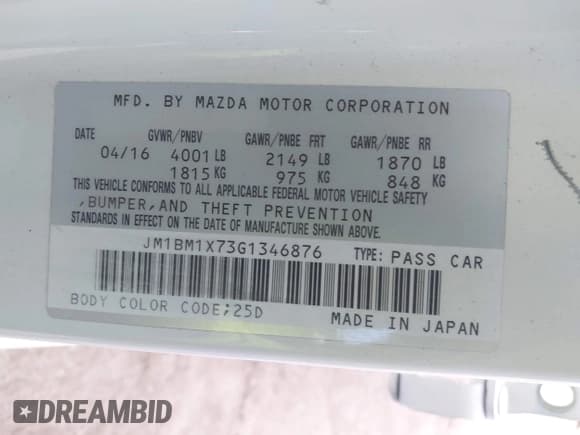 MFD. BY MAZDA MOTOR CORPORATION
DATE GVWR/PNBV GAWR/PNBE FRT GAWR/PNBE RR
04/16 4001 LB 2149 LB 1870 LB
1815 KG 975 KG 848 KG
THIS VEHICLE CONFORMS TO ALL APPLICABLE FEDERAL MOTOR VEHICLE SAFETY
,BUMPER,AND THEFT PREVENTION
STANDARDS IN EFFECT ON THE DATE OF MANUFACTURE SHOWN ABOVE.
JM1BM1X73G1346876 TYPE: PASS CAR
BODY COLOR CODE;25D MADE IN JAPAN
DREAMBID